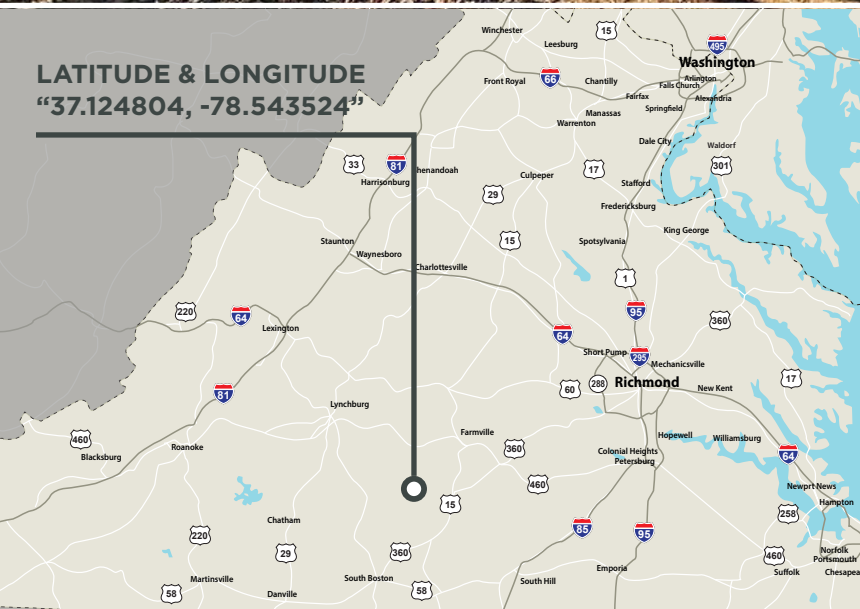 LATITUDE & LONGITUDE
“37.124804, -78.543524”
Winchester
15
Leesburg
495
Washington
Front Royal
66
Chantilly
Arlington
Falls Church
Fairfax
Alexandria
Springfield
Manassas
Warrenton
Dale City
Waldorf
33
81
henandoah
Harrisonburg
Culpeper
17
301
Stafford
29
Fredericksburg
King George
Staunton
15
Spotsylvania
Waynesboro
Charlottesville
1
220
64
95
360
Lexington
64
Short Pump
295
Mechanicsville
60
288
Richmond
17
New Kent
81
Lynchburg
460
Blacksburg
Roanoke
Farmville
360
Hopewell
Williamsburg
Colonial Heights
Petersburg
64
460
Newprt News
15
Hampton
258
Chatham
85
95
220
29
360
Norfolk
460
Portsmouth
Suffolk
Chesapea
Emporia
Martinsville
58
Danville
South Boston
58
South Hill